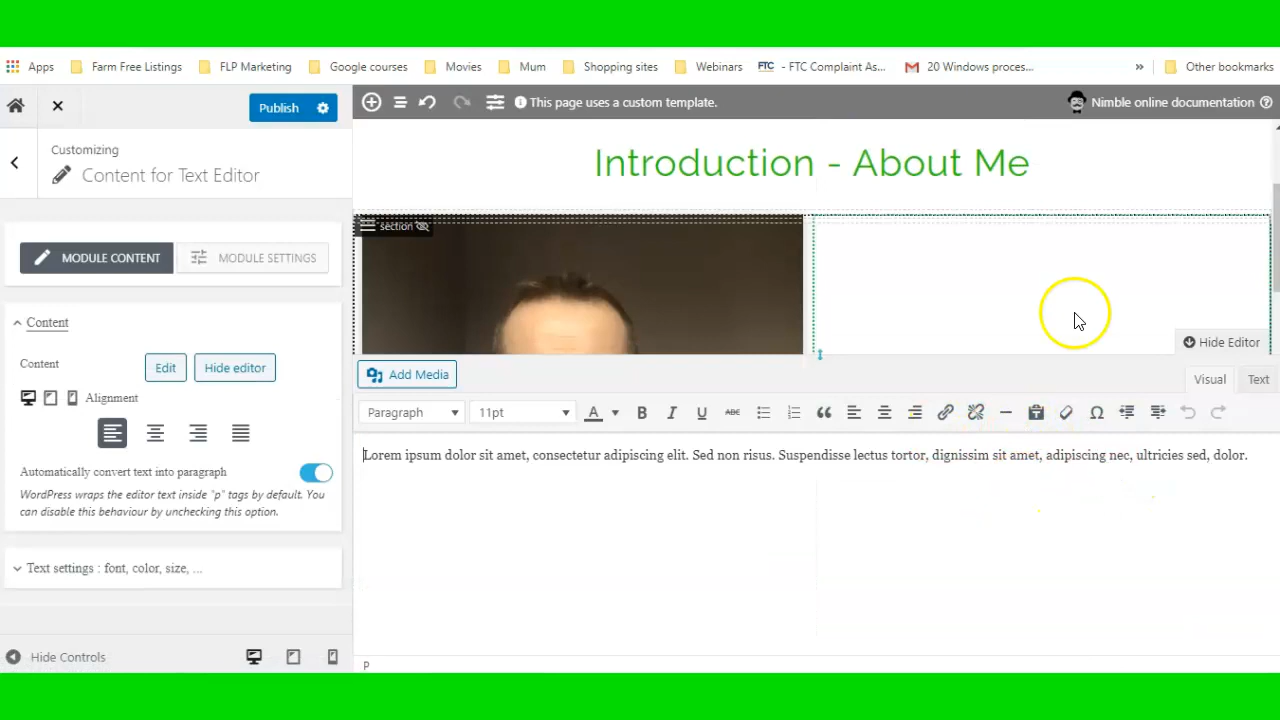 Apps Farm Free Listings FLP Marketing Google courses Movies Mum Shopping sites Webinars FTC - FTC Complaint As... M 20 Windows proces... » Other bookmarks
Publish
This page uses a custom template.
Nimble online documentation
Customizing
Content for Text Editor
MODULE CONTENT
MODULE SETTINGS
Content
Content
Edit
Hide editor
Alignment
Automatically convert text into paragraph
WordPress wraps the editor text inside "p" tags by default. You
can disable this behaviour by unchecking this option.
Text settings : font, color, size, ...
Hide Controls
Introduction - About Me
section
Hide Editor
Add Media
Visual
Text
Paragraph
11pt
A
B
I
U
ABC
Lorem ipsum dolor sit amet, consectetur adipiscing elit. Sed non risus. Suspendisse lectus tortor, dignissim sit amet, adipiscing nec, ultricies sed, dolor.
P